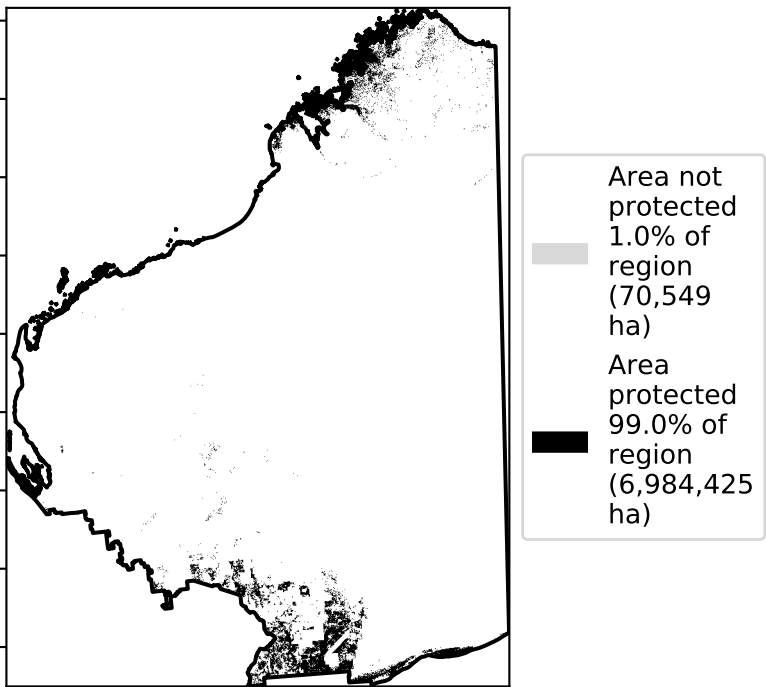 Area not
protected
1.0% of
region
(70,549
ha)
Area
protected
99.0% of
region
(6,984,425
ha)